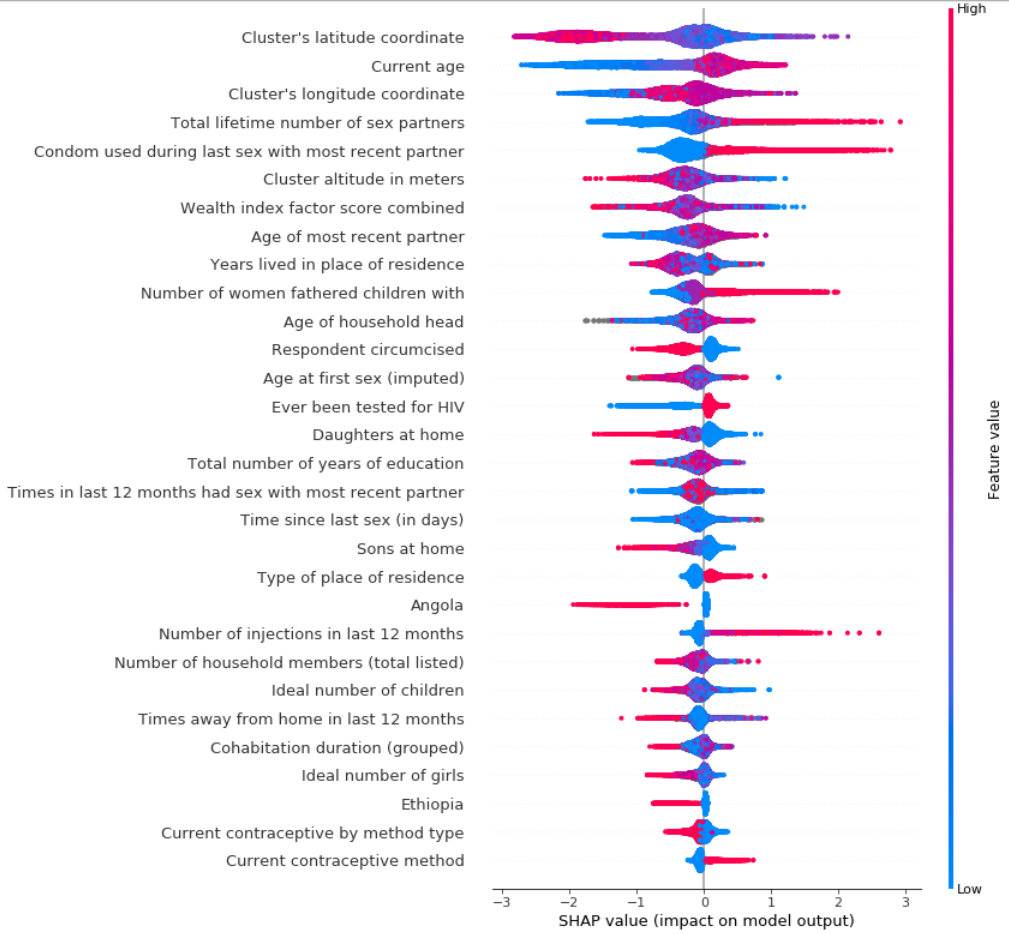 High
Cluster's latitude coordinate
Current age
Cluster's longitude coordinate
Total lifetime number of sex partners
Condom used during last sex with most recent partner
Cluster altitude in meters
Wealth index factor score combined
Age of most recent partner
Years lived in place of residence
Number of women fathered children with
Age of household head
Respondent circumcised
Age at first sex (imputed)
Ever been tested for HIV
Daughters at home
Total number of years of education
Times in last 12 months had sex with most recent partner
Time since last sex (in days)
Sons at home
Type of place of residence
Angola
Number of injections in last 12 months
Number of household members (total listed)
Ideal number of children
Times away from home in last 12 months
Cohabitation duration (grouped)
Ideal number of girls
Ethiopia
Current contraceptive by method type
Current contraceptive method
Feature value
Low
−3 −2 −1 0 1 2 3
SHAP value (impact on model output)